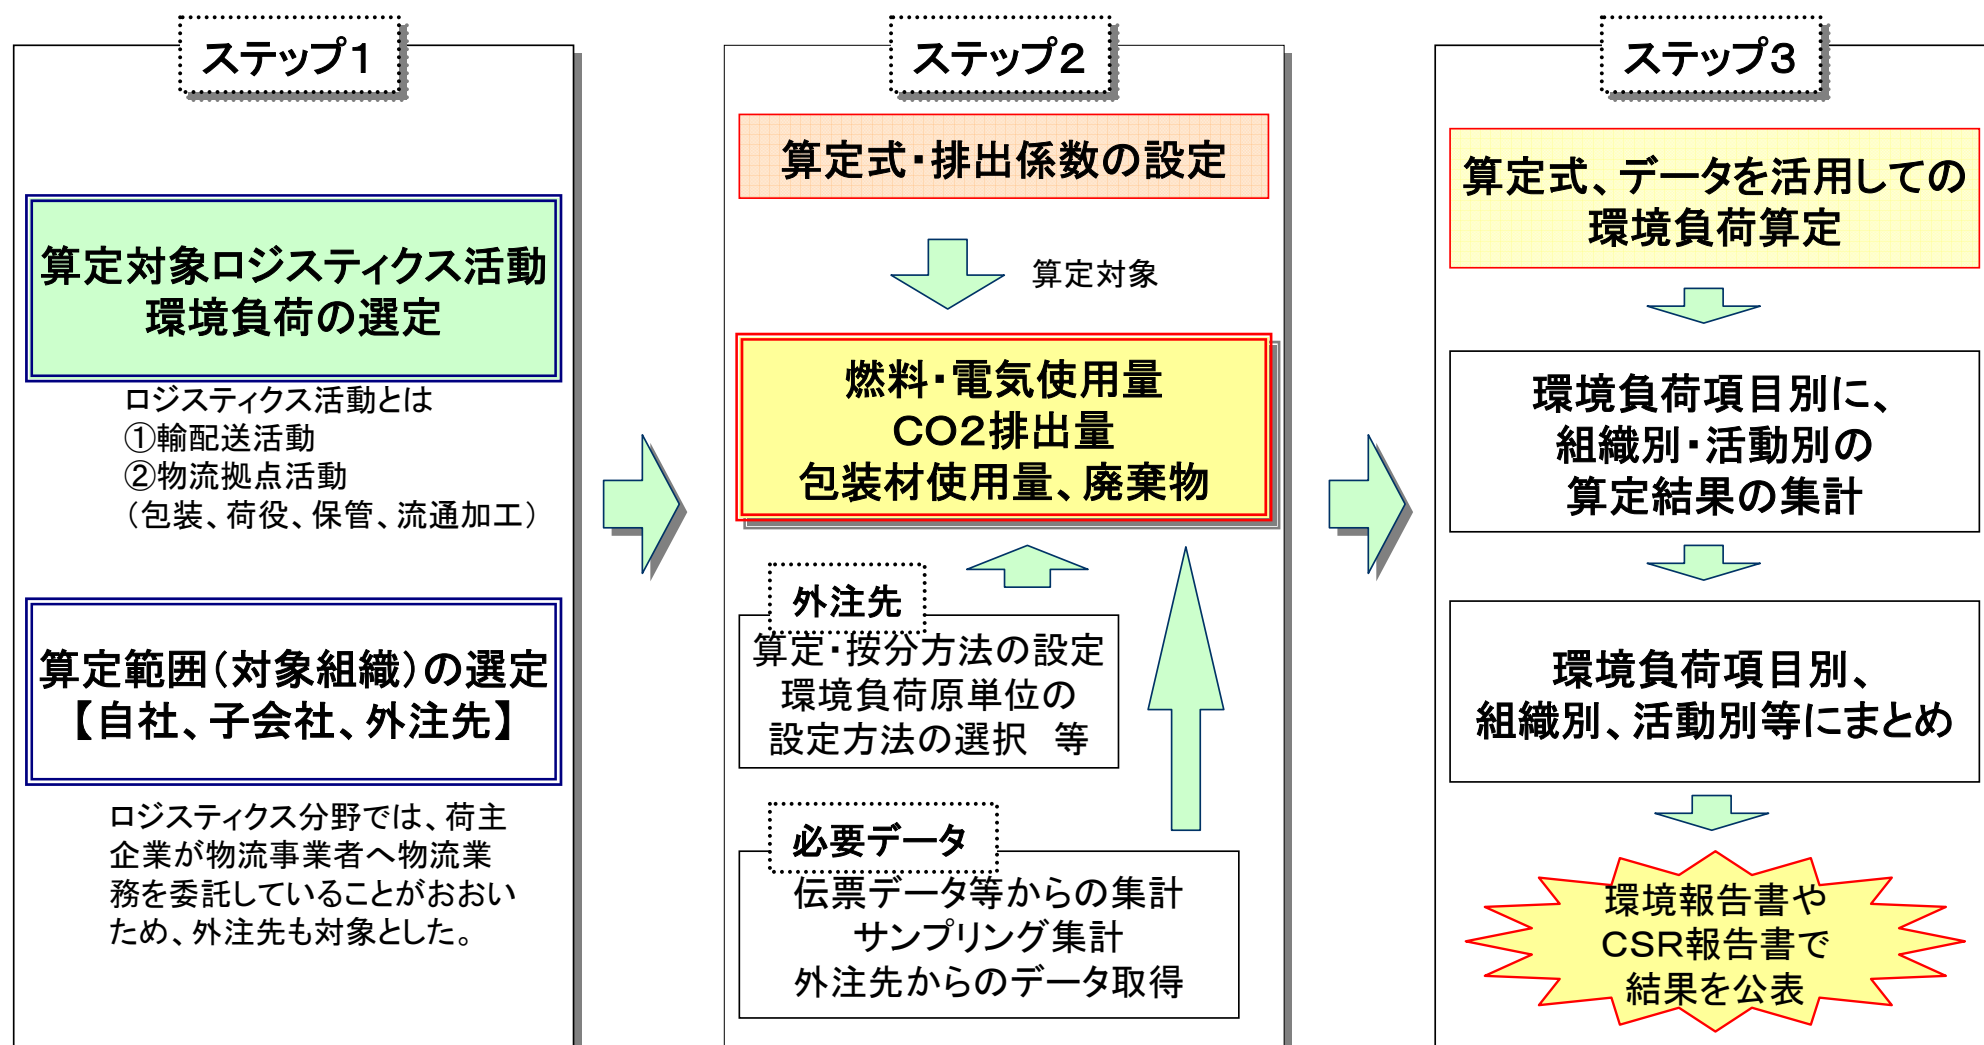 ステップ１
算定対象ロジスティクス活動
環境負荷の選定
ロジスティクス活動とは
①輸配送活動
②物流拠点活動
（包装、荷役、保管、流通加工）
算定範囲（対象組織）の選定
【自社、子会社、外注先】
ロジスティクス分野では、荷主
企業が物流事業者へ物流業
務を委託していることがおおい
ため、外注先も対象とした。
ステップ２
算定式・排出係数の設定
算定対象
燃料・電気使用量
ＣＯ２排出量
包装材使用量、廃棄物
外注先
算定・按分方法の設定
環境負荷原単位の
設定方法の選択　等
必要データ
伝票データ等からの集計
サンプリング集計
外注先からのデータ取得
ステップ３
算定式、データを活用しての
環境負荷算定
環境負荷項目別に、
組織別・活動別の
算定結果の集計
環境負荷項目別、
組織別、活動別等にまとめ
環境報告書や
ＣＳＲ報告書で
結果を公表